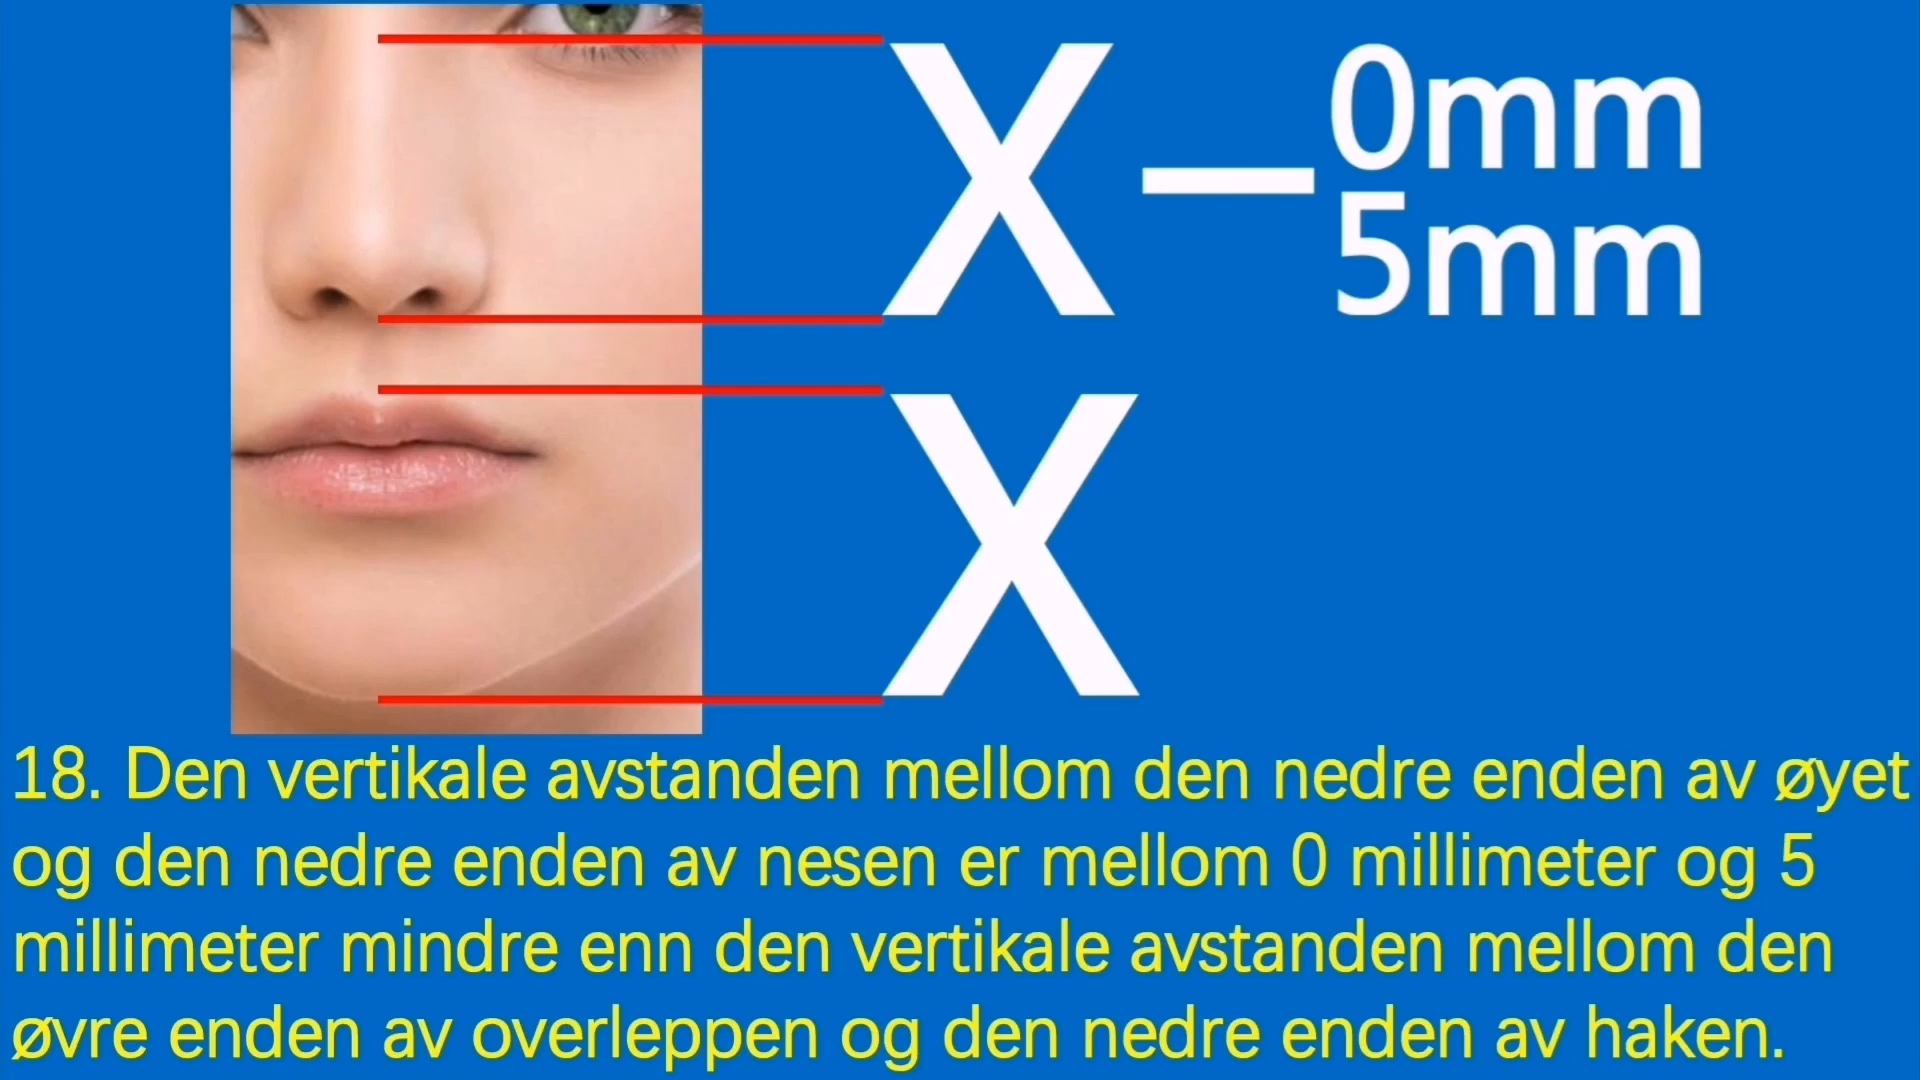 X — 0mm
5mm
X
18. Den vertikale avstanden mellom den nedre enden av øyet
og den nedre enden av nesen er mellom 0 millimeter og 5
millimeter mindre enn den vertikale avstanden mellom den
øvre enden av overleppen og den nedre enden av haken.